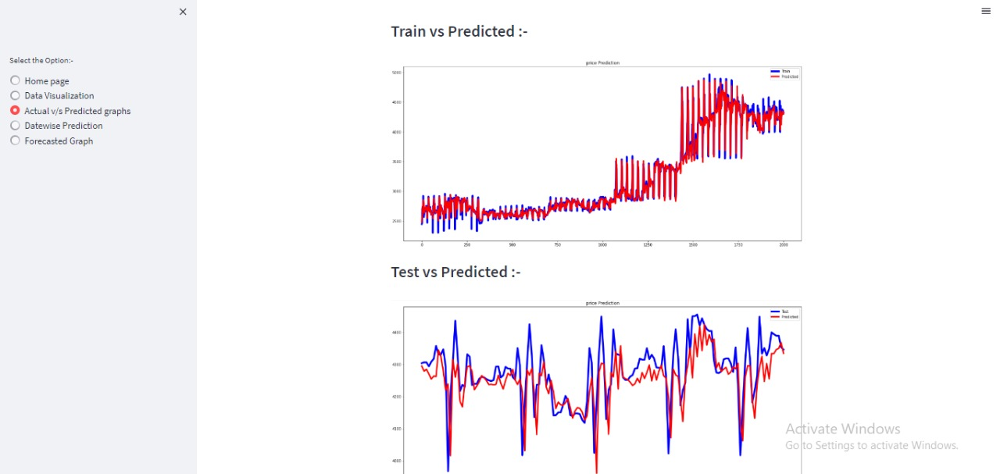 Select the Option:-
Home page
Data Visualization
Actual v/s Predicted graphs
Datewise Prediction
Forecasted Graph
Train vs Predicted :-
price Prediction
Train
Predicted
5000
4500
4000
3500
3000
2500
0 250 500 750 1000 1250 1500 1750 2000
Test vs Predicted :-
price Prediction
Test
Predicted
4400
4300
4200
4100
4000
Activate Windows
Go to Settings to activate Windows.